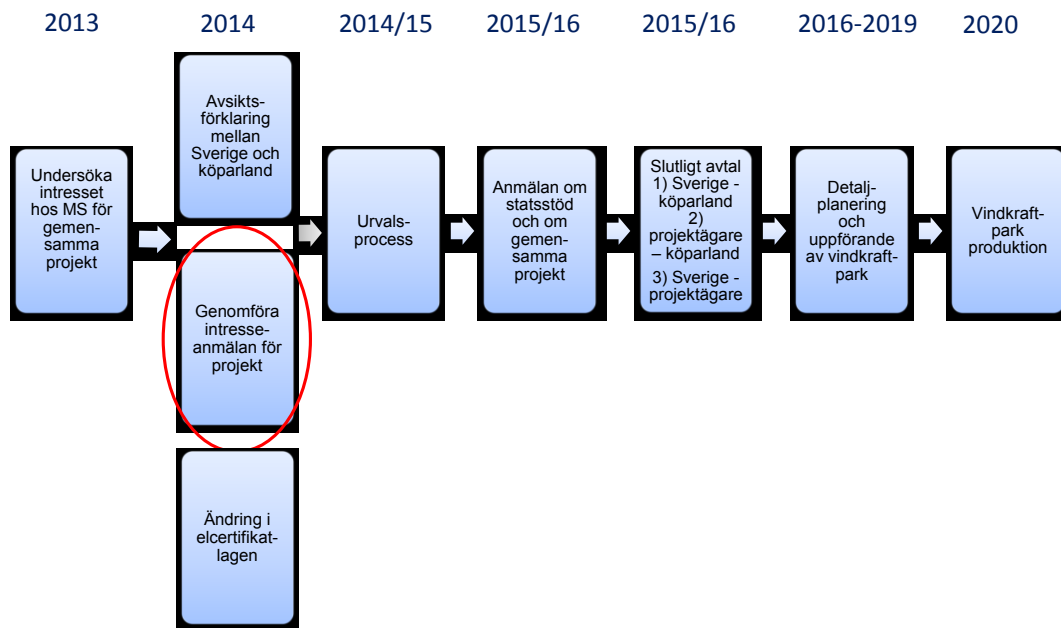 2013
2014
2014/15
2015/16
2015/16
2016-2019
2020
Undersöka
intresset
hos MS för
gemen-
samma
projekt
Avsikts-
förklaring
mellan
Sverige och
köparland
Genomföra
intresse-
anmälan för
projekt
Ändring i
elcertifikat-
lagen
Urvals-
process
Anmälan om
statsstöd
och om
gemen-
samma
projekt
Slutligt avtal
1) Sverige -
köparland
2)
projektägare
– köparland
3) Sverige -
projektägare
Detalj-
planering
och
uppförande
av vindkraft-
park
Vindkraft-
park
produktion